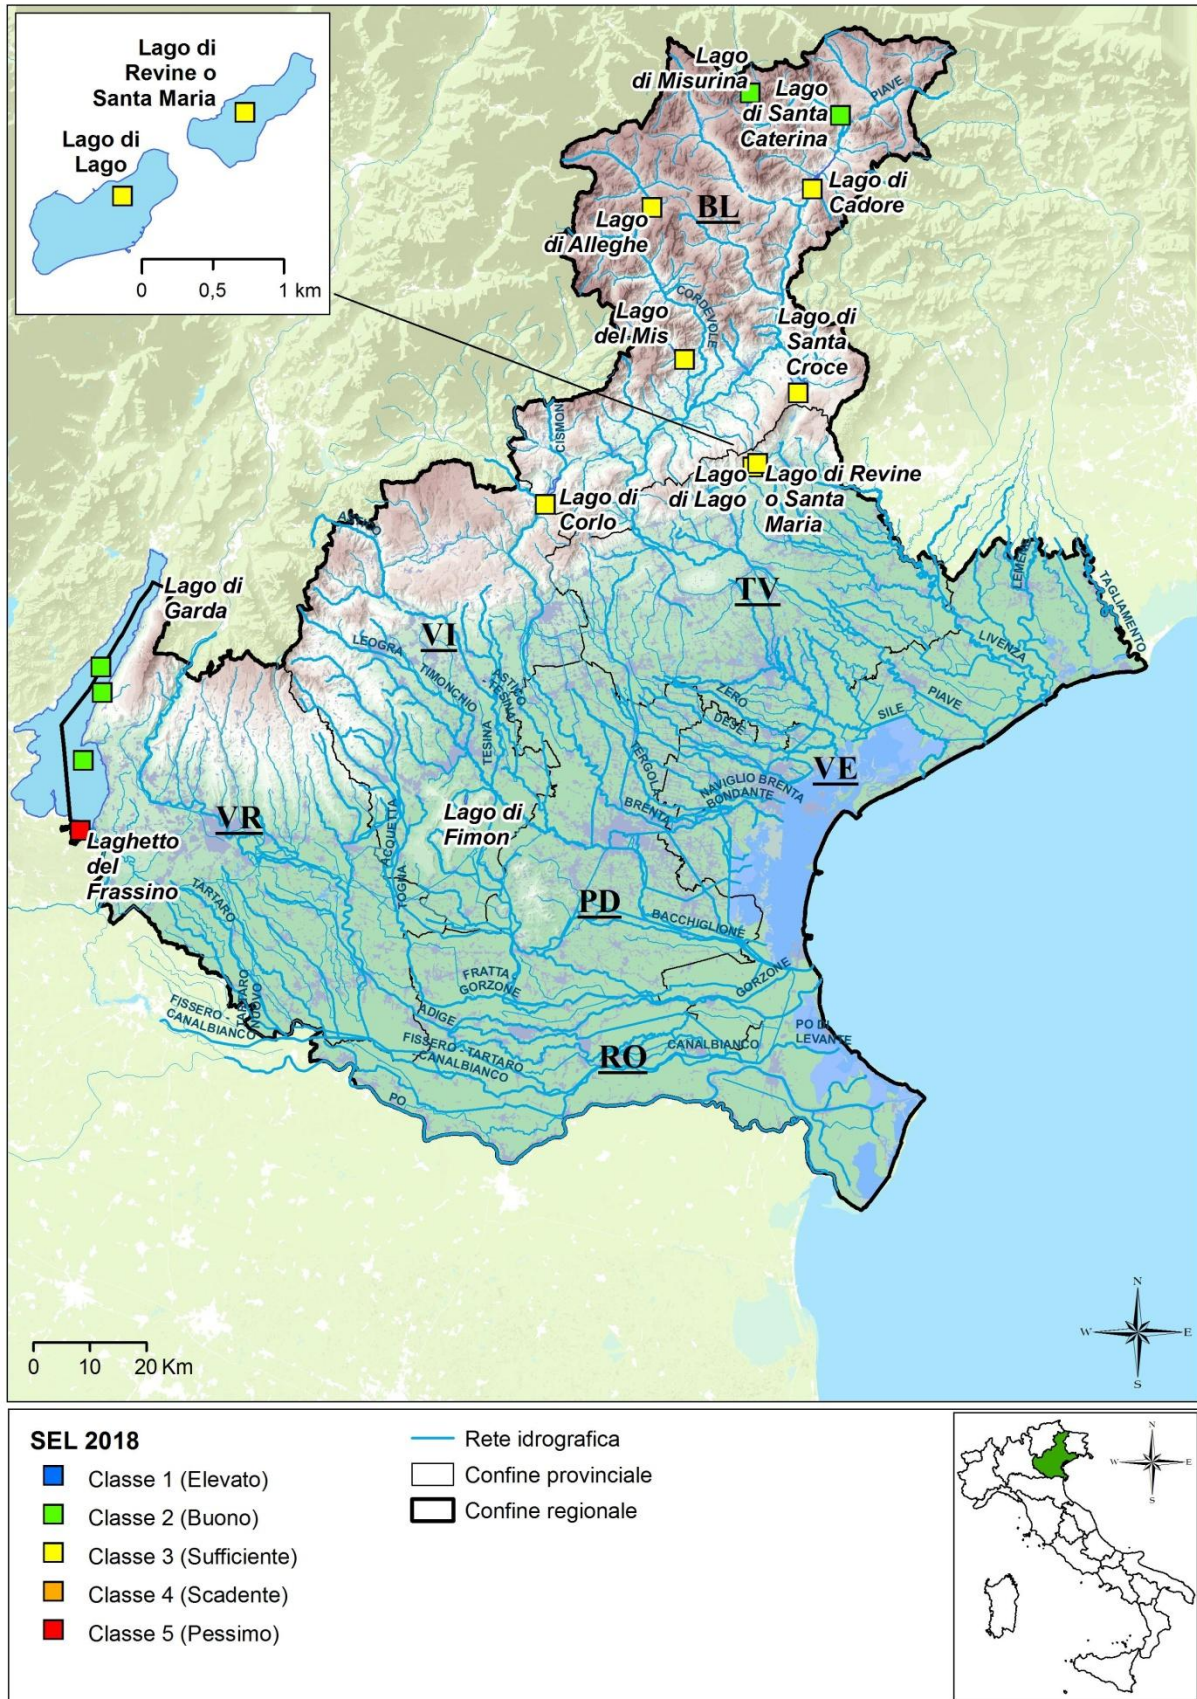 Lago di
Revine o
Santa Maria
Lago di
Lago
0 0,5 1 km
Lago
di Misurina
Lago
di Santa
Caterina
PIAVE
Lago di
Cadore
BL
Lago
di Alleghe
CORDEVOLE
Lago
del Mis
Lago di
Santa
Croce
CISMON
Lago
di Lago
Lago di Revine
o Santa
Maria
Lago di
Corlo
Lago di
Garda
TV
LEMENE
TAGLIAMENTO
VI
LEOGRA
TIMONCHIO
ASTICO
- TESINA
TESINA
LIVENZA
PIAVE
SILE
ZERO
DESE
VE
TERGOLA
NAVIGLIO BRENTA
BONDANTE
BRENTA
VR
Lago di
Fimon
ACQUETTA
TOGNA
Laghetto
del
Frassino
TARTARO
PD
BACCHIGLIONE
GORZONE
FRATTA
GORZONE
TARTARO
NUOVO
FISSERO -
CANALBIANCO
ADIGE
FISSERO - TARTARO
CANALBIANCO
RO
CANALBIANCO
PO DI
LEVANTE
PO
N
W E
S
0 10 20 Km
SEL 2018
Classe 1 (Elevato)
Classe 2 (Buono)
Classe 3 (Sufficiente)
Classe 4 (Scadente)
Classe 5 (Pessimo)
Rete idrografica
Confine provinciale
Confine regionale
N
W E
S